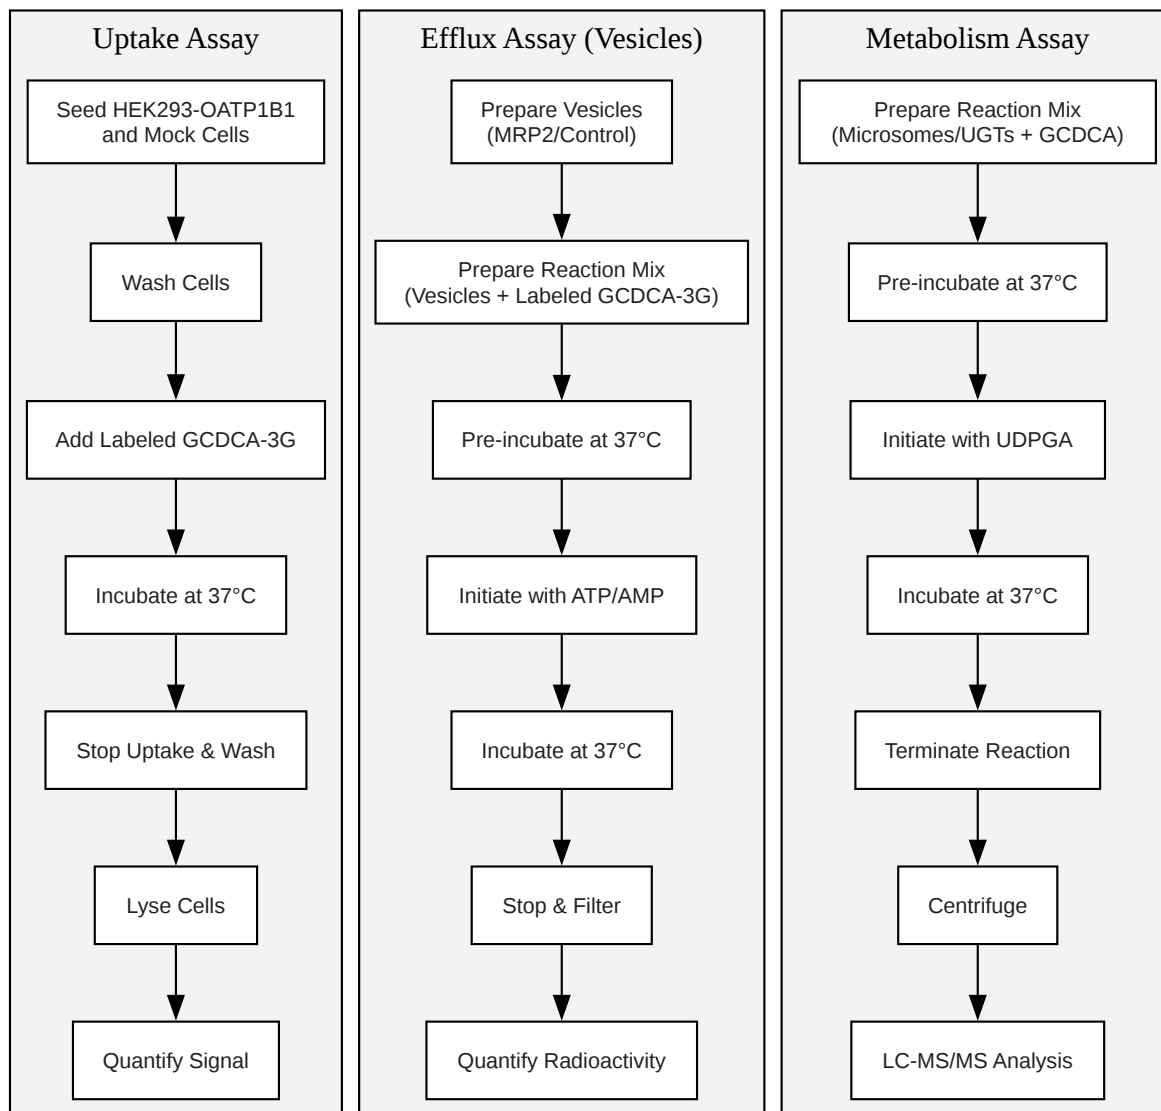 Uptake Assay
Seed HEK293-OATP1B1
and Mock Cells
Wash Cells
Add Labeled GCDCA-3G
Incubate at 37°C
Stop Uptake & Wash
Lyse Cells
Quantify Signal
Efflux Assay (Vesicles)
Prepare Vesicles
(MRP2/Control)
Prepare Reaction Mix
(Vesicles + Labeled GCDCA-3G)
Pre-incubate at 37°C
Initiate with ATP/AMP
Incubate at 37°C
Stop & Filter
Quantify Radioactivity
Metabolism Assay
Prepare Reaction Mix
(Microsomes/UGTs + GCDCA)
Pre-incubate at 37°C
Initiate with UDPGA
Incubate at 37°C
Terminate Reaction
Centrifuge
LC-MS/MS Analysis